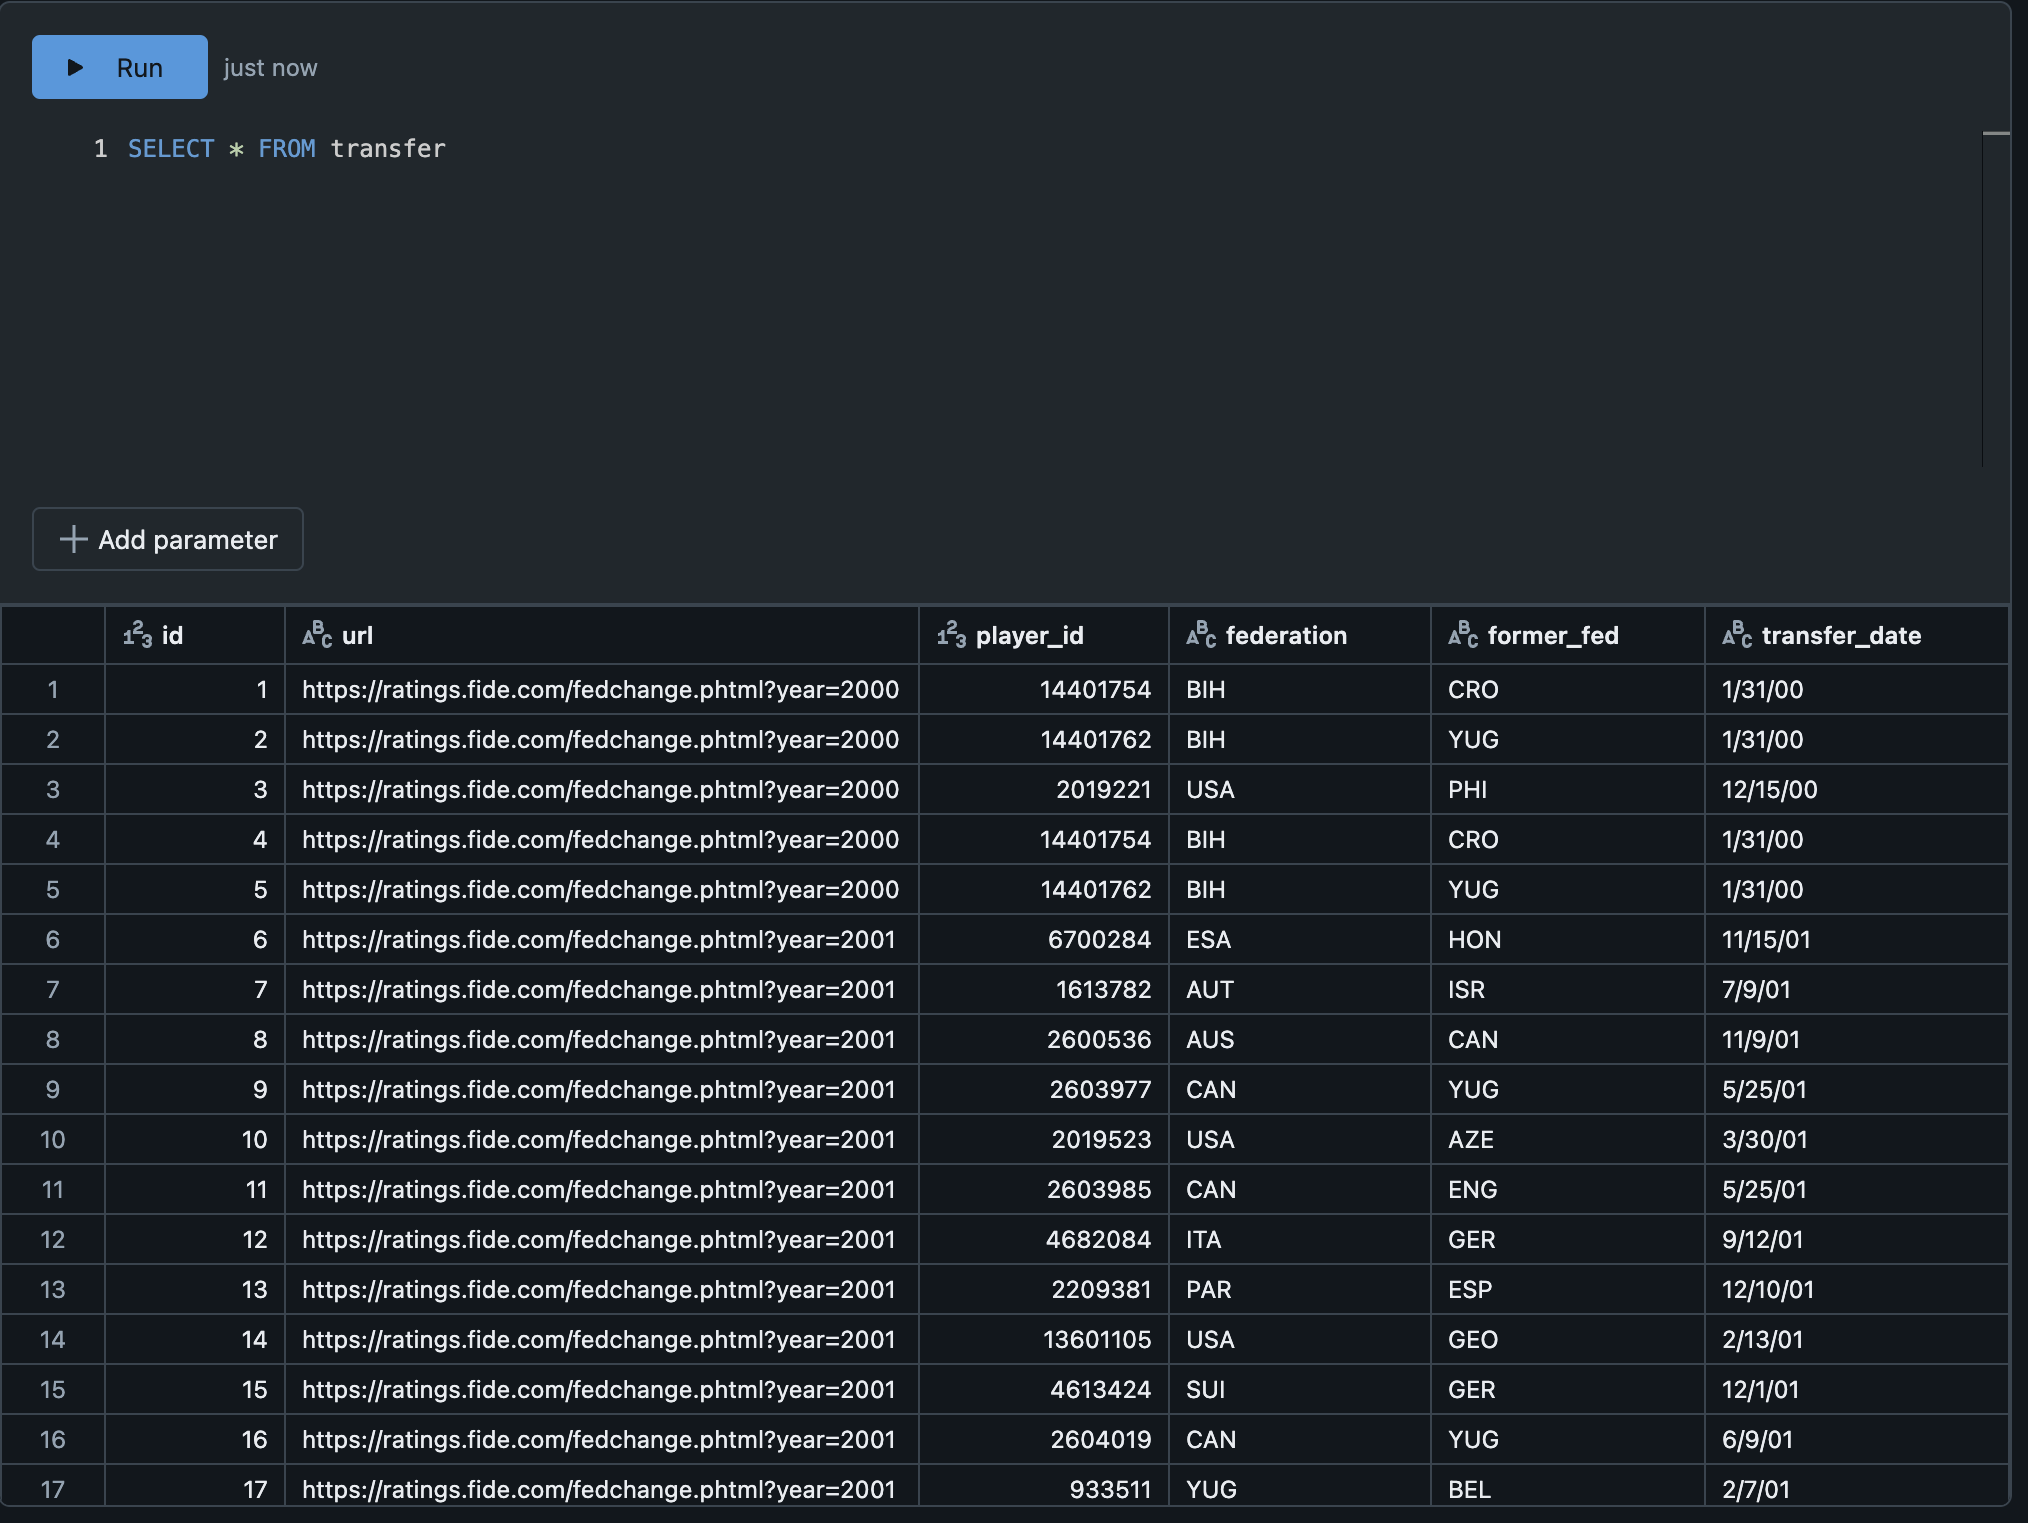 Run just now
1 SELECT * FROM transfer
Add parameter
123 id ABC url 123 player_id ABC federation ABC former_fed ABC transfer_date
1 1 https://ratings.fide.com/fedchange.phtml?year=2000 14401754 BIH CRO 1/31/00
2 2 https://ratings.fide.com/fedchange.phtml?year=2000 14401762 BIH YUG 1/31/00
3 3 https://ratings.fide.com/fedchange.phtml?year=2000 2019221 USA PHI 12/15/00
4 4 https://ratings.fide.com/fedchange.phtml?year=2000 14401754 BIH CRO 1/31/00
5 5 https://ratings.fide.com/fedchange.phtml?year=2000 14401762 BIH YUG 1/31/00
6 6 https://ratings.fide.com/fedchange.phtml?year=2001 6700284 ESA HON 11/15/01
7 7 https://ratings.fide.com/fedchange.phtml?year=2001 1613782 AUT ISR 7/9/01
8 8 https://ratings.fide.com/fedchange.phtml?year=2001 2600536 AUS CAN 11/9/01
9 9 https://ratings.fide.com/fedchange.phtml?year=2001 2603977 CAN YUG 5/25/01
10 10 https://ratings.fide.com/fedchange.phtml?year=2001 2019523 USA AZE 3/30/01
11 11 https://ratings.fide.com/fedchange.phtml?year=2001 2603985 CAN ENG 5/25/01
12 12 https://ratings.fide.com/fedchange.phtml?year=2001 4682084 ITA GER 9/12/01
13 13 https://ratings.fide.com/fedchange.phtml?year=2001 2209381 PAR ESP 12/10/01
14 14 https://ratings.fide.com/fedchange.phtml?year=2001 13601105 USA GEO 2/13/01
15 15 https://ratings.fide.com/fedchange.phtml?year=2001 4613424 SUI GER 12/1/01
16 16 https://ratings.fide.com/fedchange.phtml?year=2001 2604019 CAN YUG 6/9/01
17 17 https://ratings.fide.com/fedchange.phtml?year=2001 933511 YUG BEL 2/7/01